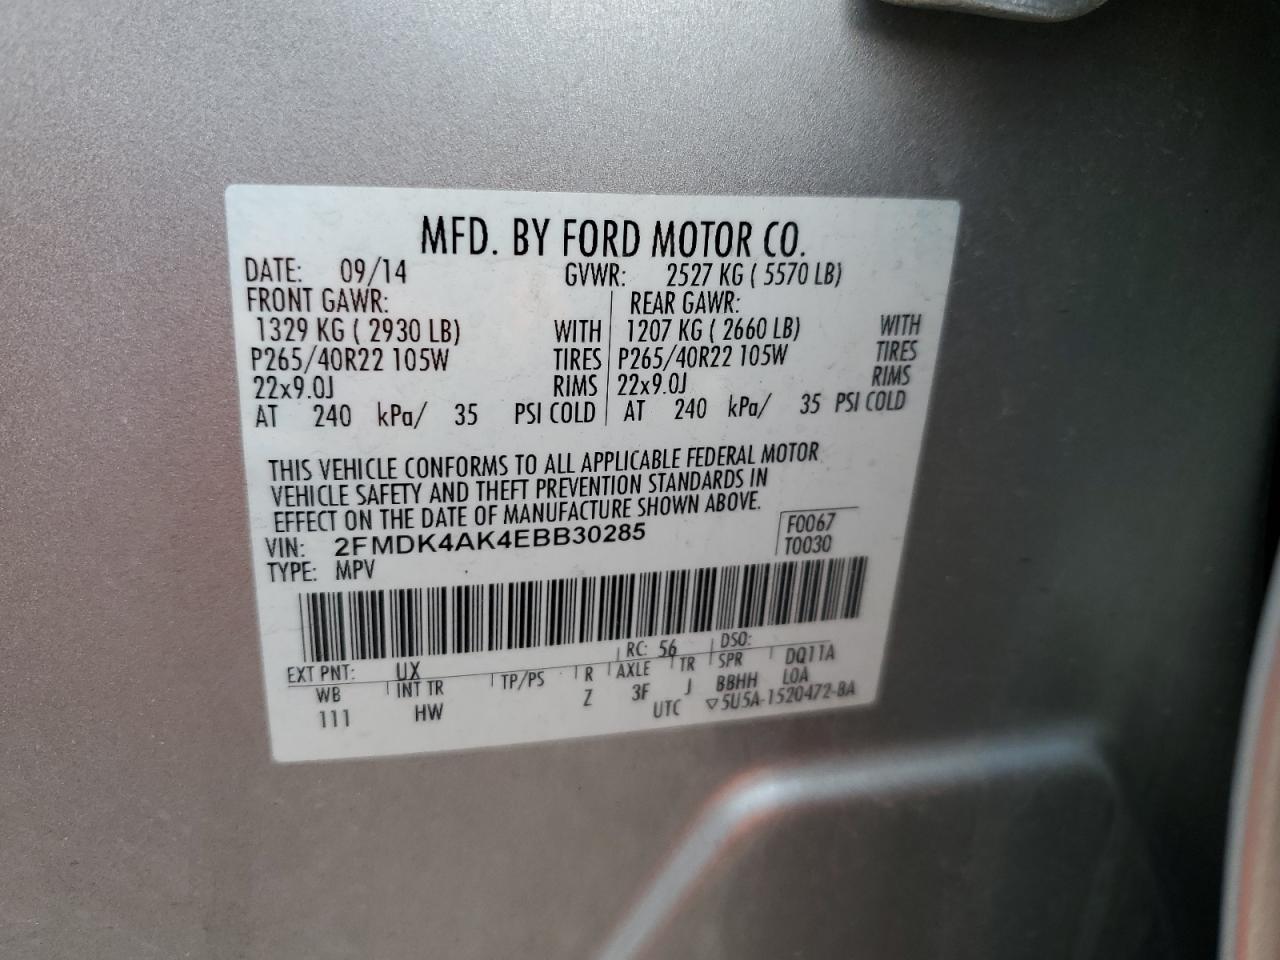 MFD. BY FORD MOTOR CO.
DATE: 09/14 GVWR: 2527 KG ( 5570 LB)
FRONT GAWR: REAR GAWR:
1329 KG ( 2930 LB) WITH 1207 KG ( 2660 LB) WITH
P265/40R22 105W TIRES P265/40R22 105W TIRES
22x9.0J RIMS 22x9.0J RIMS
AT 240 kPa/ 35 PSI COLD AT 240 kPa/ 35 PSI COLD
THIS VEHICLE CONFORMS TO ALL APPLICABLE FEDERAL MOTOR
VEHICLE SAFETY AND THEFT PREVENTION STANDARDS IN
EFFECT ON THE DATE OF MANUFACTURE SHOWN ABOVE.
VIN: 2FMDK4AK4EBB30285 F0067
TYPE: MPV T0030
EXT PNT: UX RC: 56 DSO:
WB INT TR TP/PS R AXLE TR SPR DQ11A
111 HW Z 3F J BBHH LOA
UTC ▽5U5A-1520472-BA